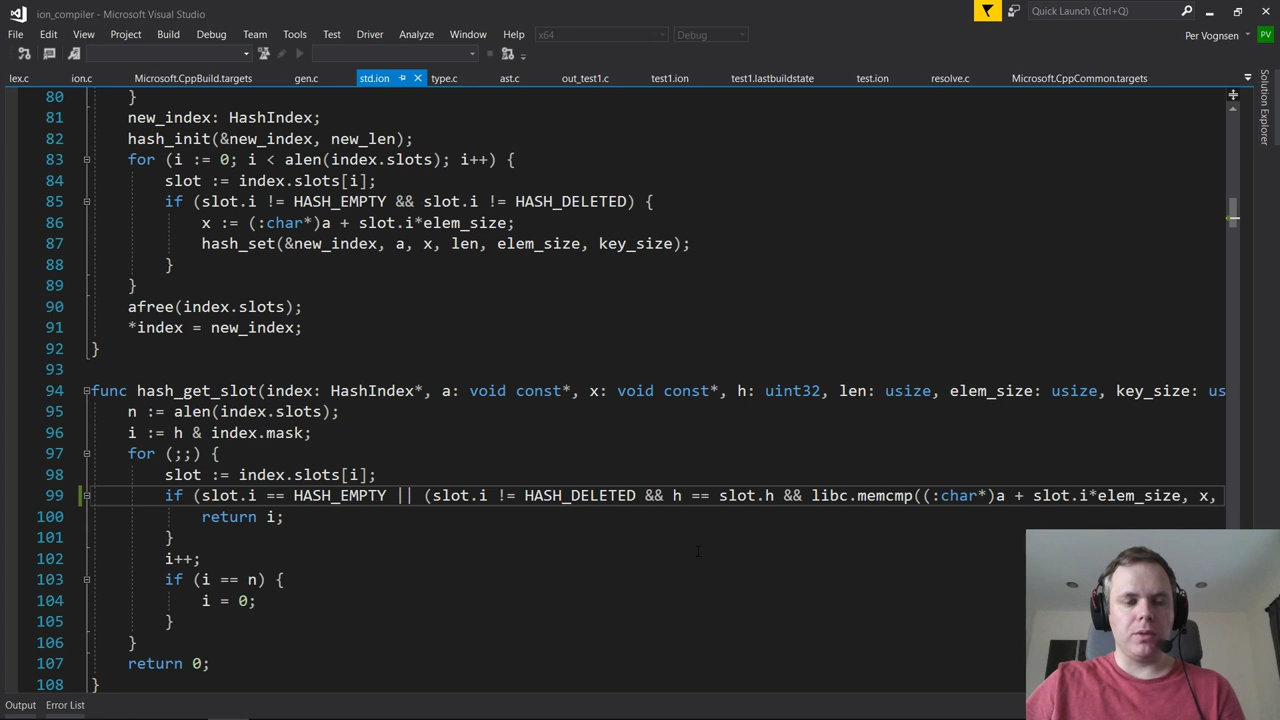 ion_compiler - Microsoft Visual Studio
Quick Launch (Ctrl+Q)
File Edit View Project Build Debug Team Tools Test Driver Analyze Window Help x64 Debug Per Vognsen PV
lex.c ion.c Microsoft.CppBuild.targets gen.c std.ion type.c ast.c out_test1.c test1.ion test1.lastbuildstate test.ion resolve.c Microsoft.CppCommon.targets
Solution Explorer
80 }
81 new_index: HashIndex;
82 hash_init(&new_index, new_len);
83 for (i := 0; i < alen(index.slots); i++) {
84 slot := index.slots[i];
85 if (slot.i != HASH_EMPTY && slot.i != HASH_DELETED) {
86 x := (:char*)a + slot.i*elem_size;
87 hash_set(&new_index, a, x, len, elem_size, key_size);
88 }
89 }
90 afree(index.slots);
91 *index = new_index;
92 }
93
94 func hash_get_slot(index: HashIndex*, a: void const*, x: void const*, h: uint32, len: usize, elem_size: usize, key_size: us
95 n := alen(index.slots);
96 i := h & index.mask;
97 for (;;) {
98 slot := index.slots[i];
99 if (slot.i == HASH_EMPTY || (slot.i != HASH_DELETED && h == slot.h && libc.memcmp((:char*)a + slot.i*elem_size, x,
100 return i;
101 }
102 i++;
103 if (i == n) {
104 i = 0;
105 }
106 }
107 return 0;
108 }
Output Error List